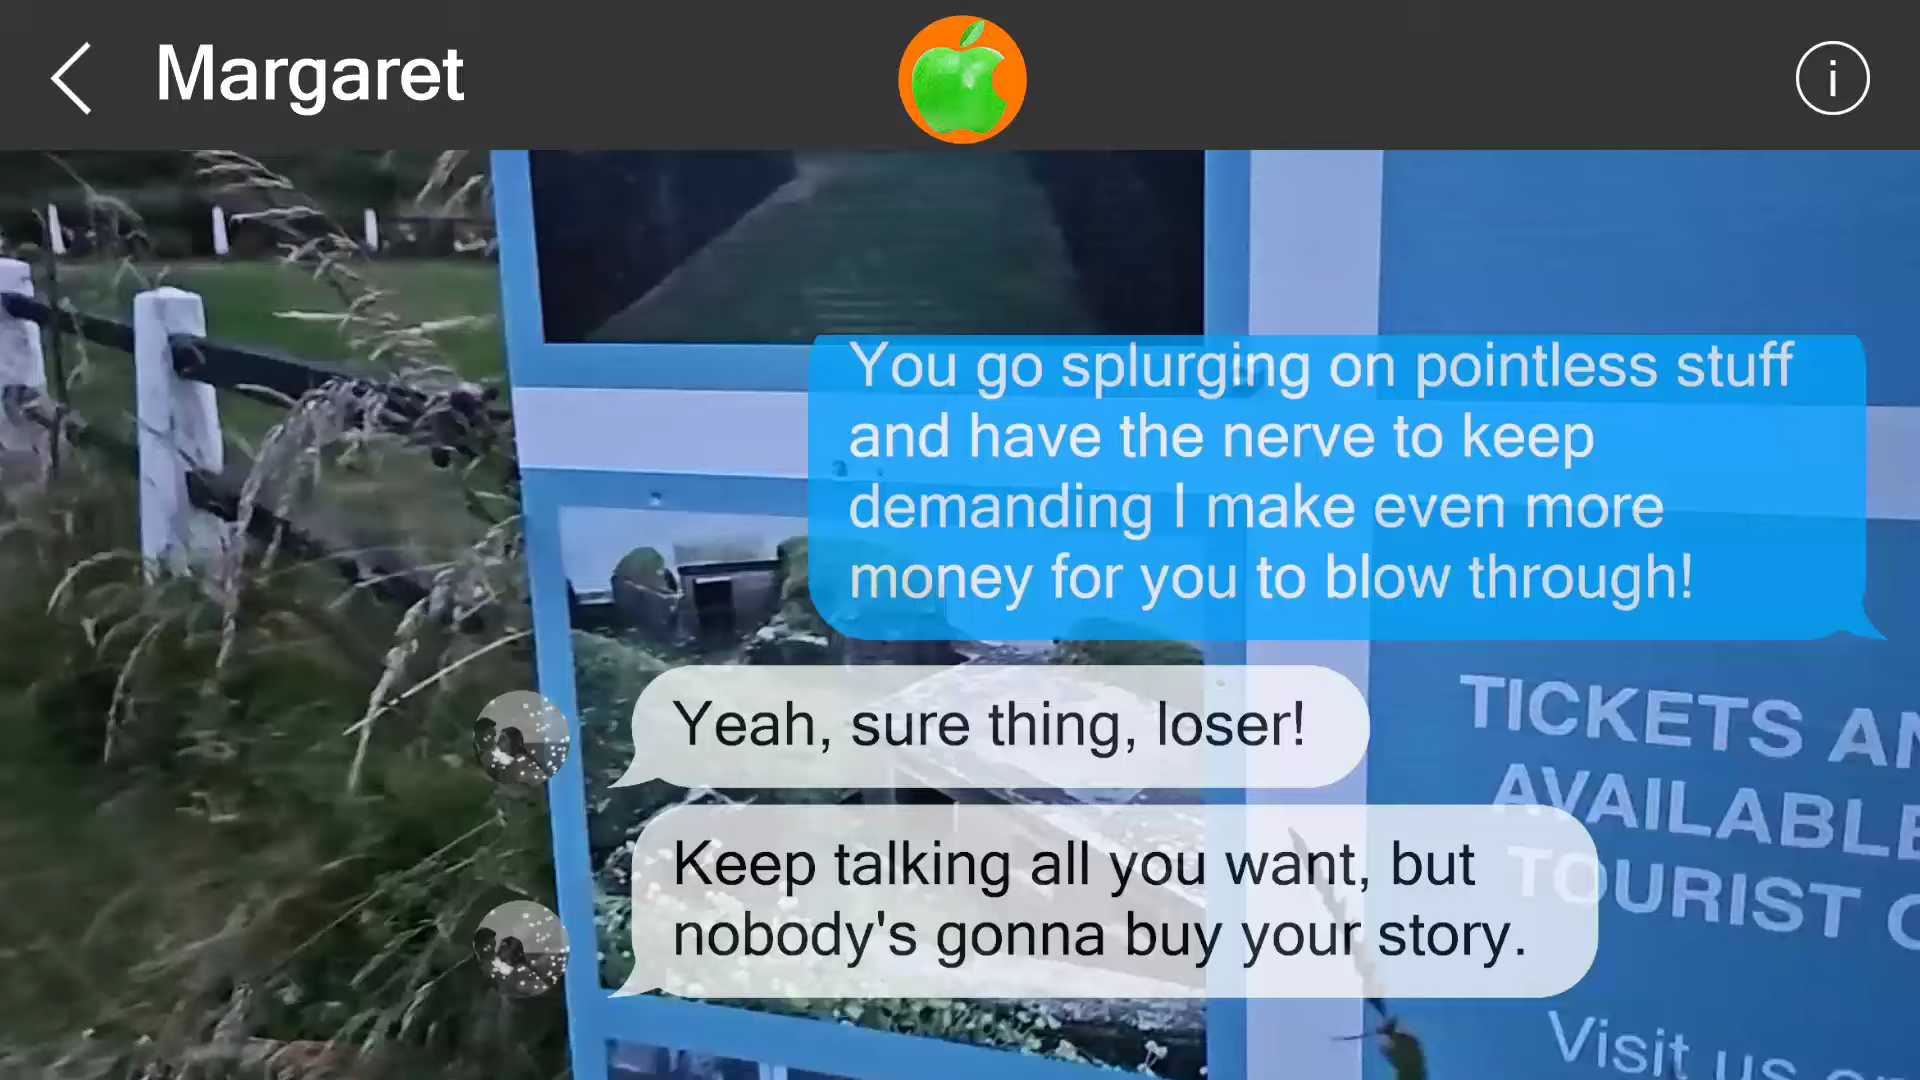 Margaret
You go splurging on pointless stuff
and have the nerve to keep
demanding I make even more
money for you to blow through!
Yeah, sure thing, loser!
Keep talking all you want, but
nobody's gonna buy your story.
TICKETS
AVAILABLE
TOURIST
Visit us